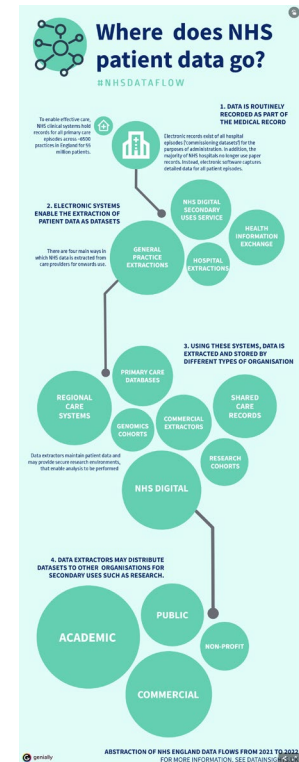 Where does NHS
patient data go?
#NHSDATAFLOW
1. DATA IS ROUTINELY
RECORDED AS PART OF
THE MEDICAL RECORD
To enable effective care,
NHS clinical systems hold
records for all primary care
episodes across
practices in England for
million patients.
Electronic records exist of all hospital
episodes ('commissioning datasets') for the
purposes of administration. In addition, the
majority of NHS hospitals no longer use paper
records. Instead, electronic software captures
detailed data for all patient episodes.
2. ELECTRONIC SYSTEMS
ENABLE THE EXTRACTION OF
PATIENT DATA AS DATASETS
There are four main ways in
which NHS data is extracted from
care providers for onwards use.
NHS DIGITAL
SECONDARY
USES SERVICE
HEALTH
INFORMATION
EXCHANGE
GENERAL
PRACTICE
EXTRACTIONS
HOSPITAL
EXTRACTIONS
3. USING THESE SYSTEMS, DATA IS
EXTRACTED AND STORED BY
DIFFERENT TYPES OF ORGANISATION
PRIMARY CARE
DATABASES
REGIONAL
CARE
SYSTEMS
SHARED
CARE
RECORDS
GENOMICS
COHORTS
COMMERCIAL
EXTRACTORS
RESEARCH
COHORTS
Data extractors maintain patient data and
may provide secure research environments,
that enable analysis to be performed
NHS DIGITAL
4. DATA EXTRACTORS MAY DISTRIBUTE
DATASETS TO OTHER ORGANISATIONS FOR
SECONDARY USES SUCH AS RESEARCH.
PUBLIC
ACADEMIC
NON-PROFIT
COMMERCIAL
ABSTRACTION OF NHS ENGLAND DATA FLOWS FROM 2021 TO 2022
FOR MORE INFORMATION, SEE
genially